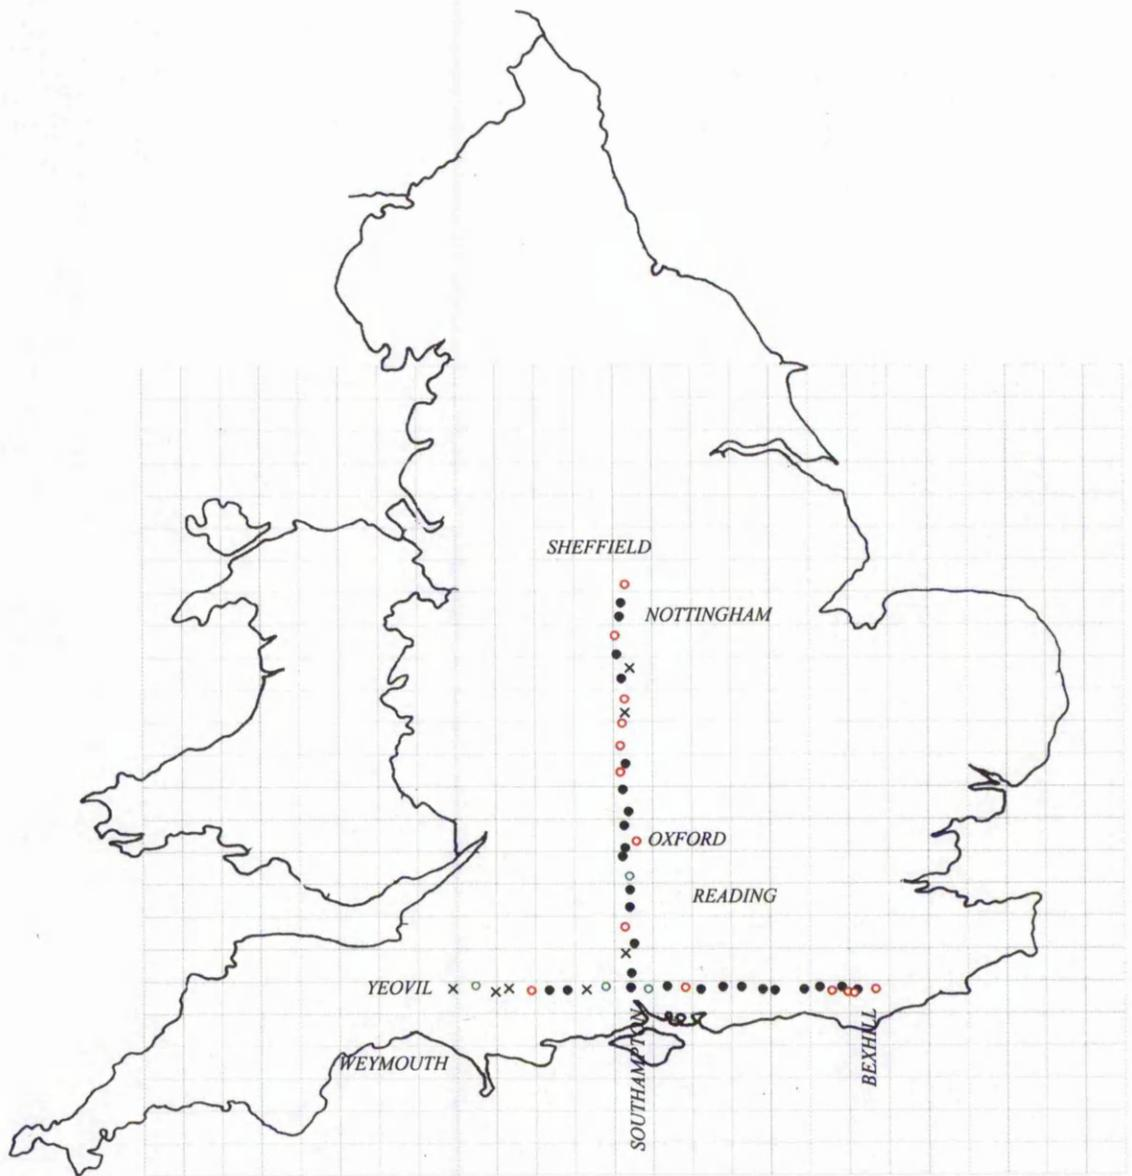 SHEFFIELD
NOTTINGHAM
OXFORD
READING
YEOVIL
WEYMOUTH
SOUTHAMPTON
BEXHILL